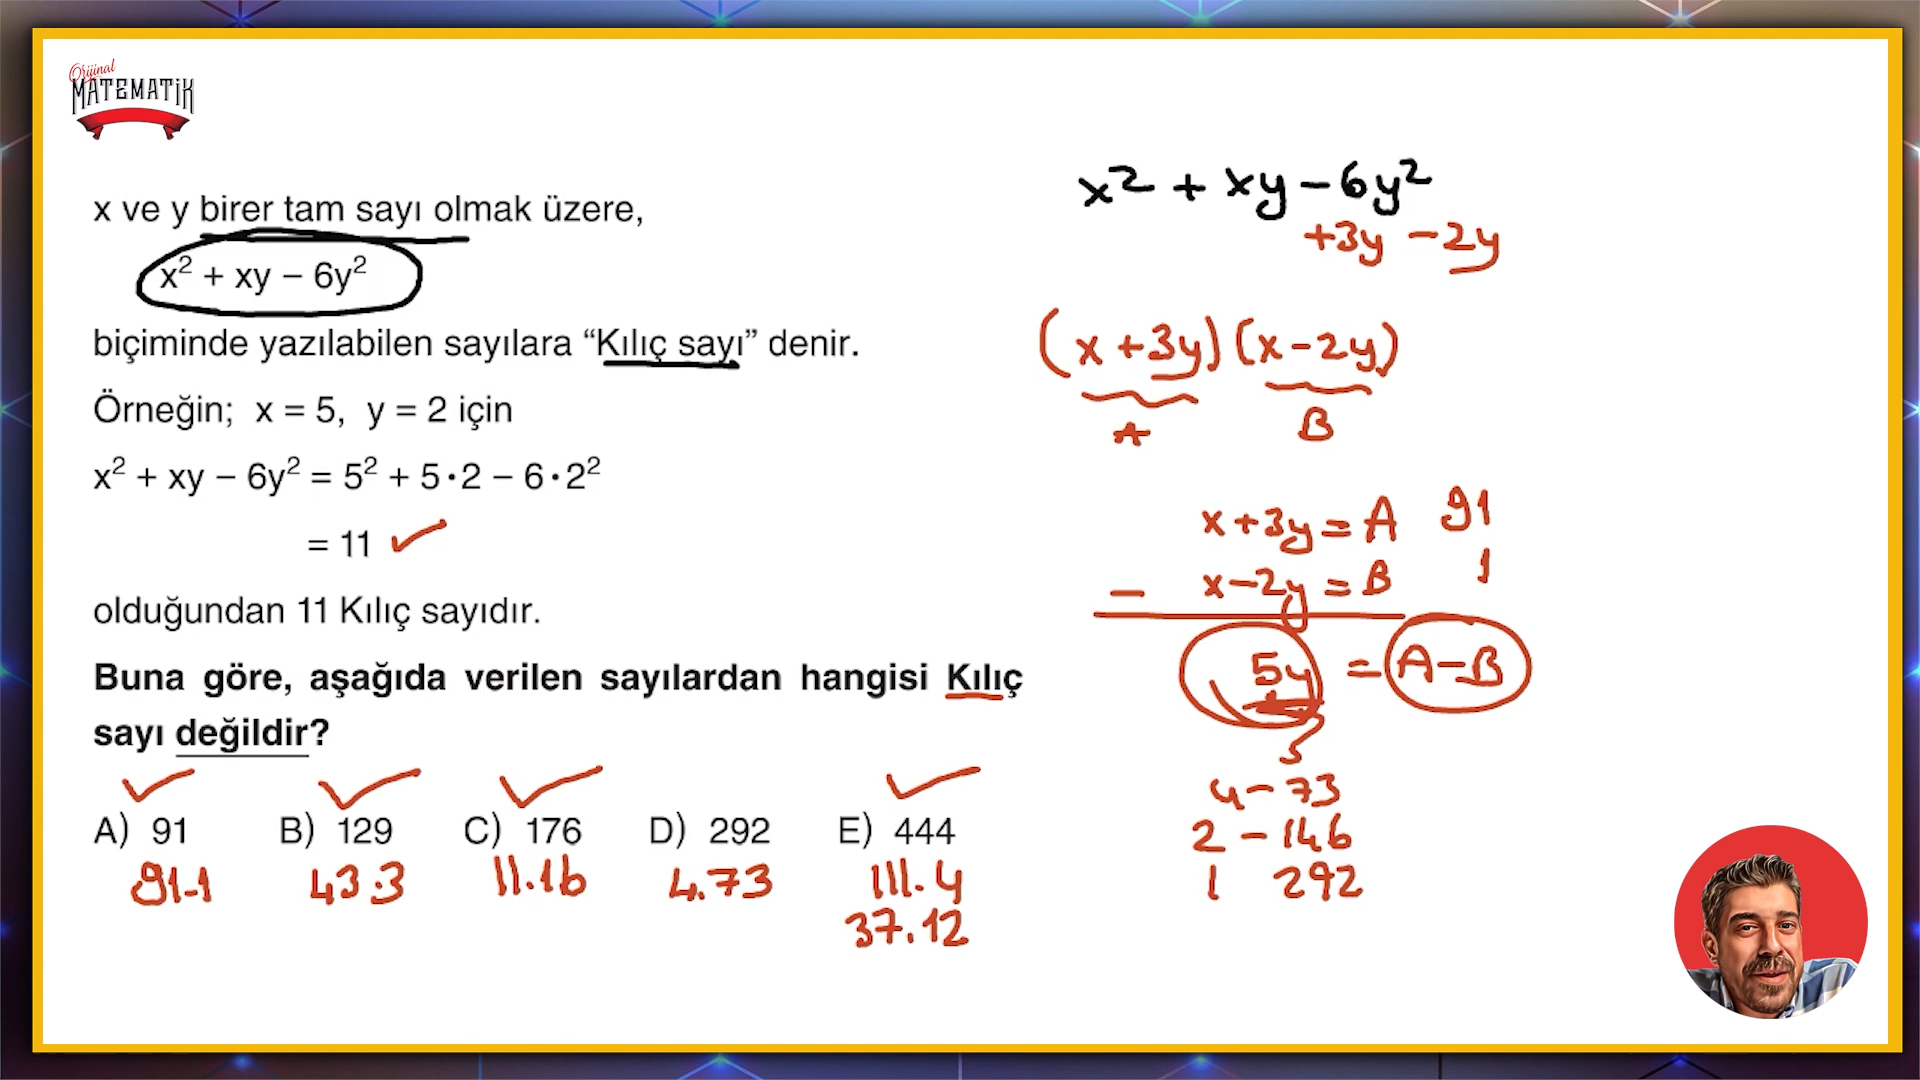 Orijinal
MATEMATİK
x ve y birer tam sayı olmak üzere,
x² + xy – 6y²
biçiminde yazılabilen sayılara “Kılıç sayı” denir.
Örneğin; x = 5, y = 2 için
x² + xy – 6y² = 5² + 5·2 – 6·2²
= 11 ✓
olduğundan 11 Kılıç sayıdır.
Buna göre, aşağıda verilen sayılardan hangisi Kılıç
sayı değildir?
A) 91 B) 129 C) 176 D) 292 E) 444
91-1 43.3 11.16 4.73 111.4
37.12
x² + xy – 6y²
+3y –2y
(x + 3y) (x – 2y)
A B
x + 3y = A 91
– x – 2y = B 1
5y = A – B
4 – 73
2 – 146
1 292